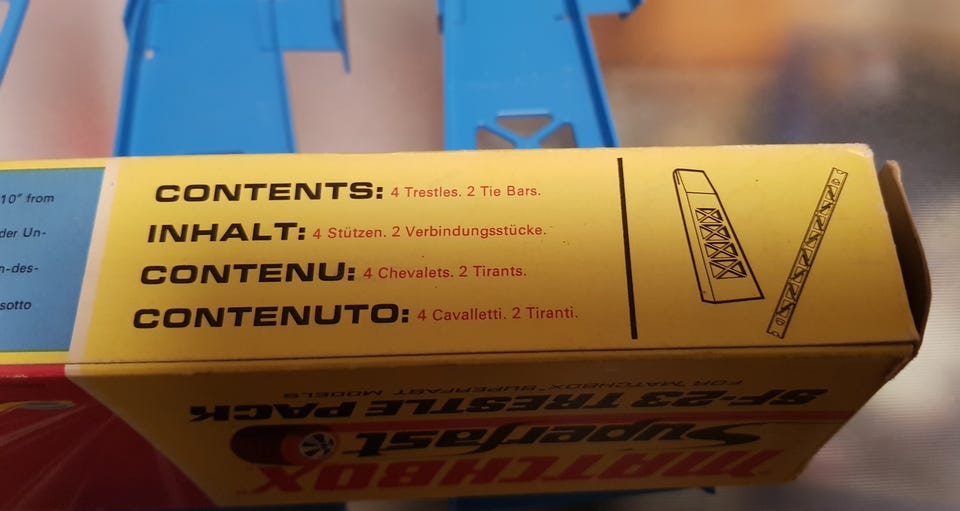 10" from
der Un-
n-des-
sotto
CONTENTS: 4 Trestles. 2 Tie Bars.
INHALT: 4 Stützen. 2 Verbindungsstücke.
CONTENU: 4 Chevalets. 2 Tirants.
CONTENUTO: 4 Cavalletti. 2 Tiranti.
MATCHBOX
Superfast
SF-23 TRESTLE PACK
FOR "MATCHBOX" SUPERFAST MODELS